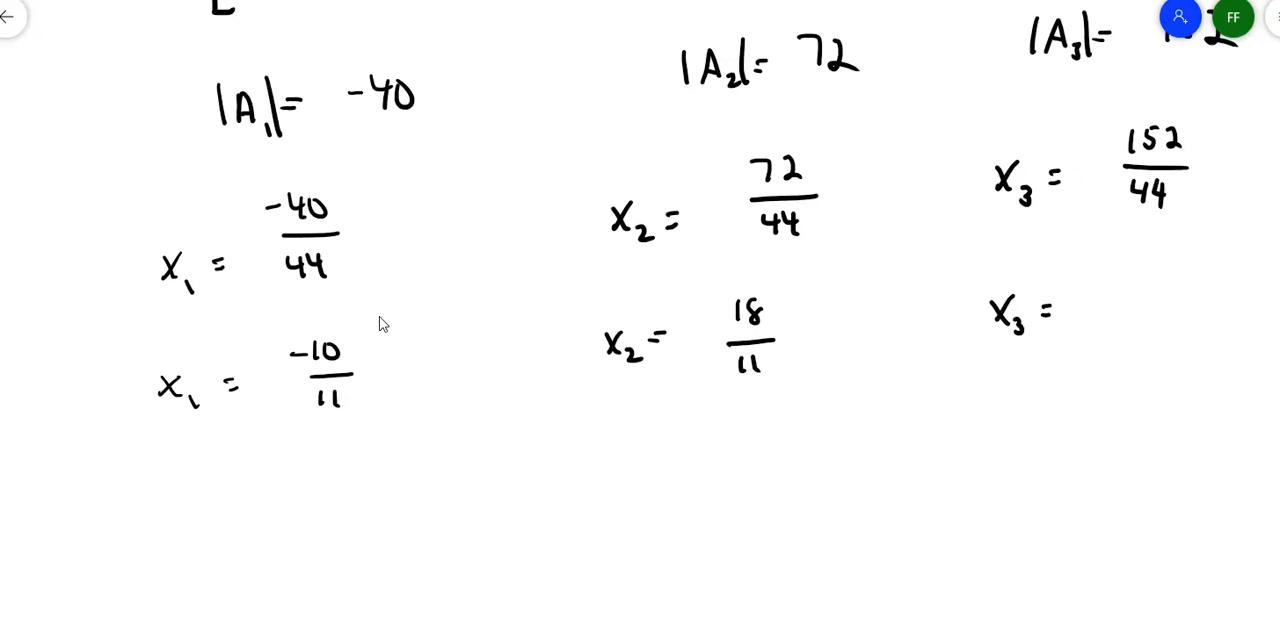 FF
|A₁| = -40
|A₂| = 72
|A₃| =
x₁ = -40/44
x₂ = 72/44
x₃ = 152/44
x₁ = -10/11
x₂ = 18/11
x₃ =